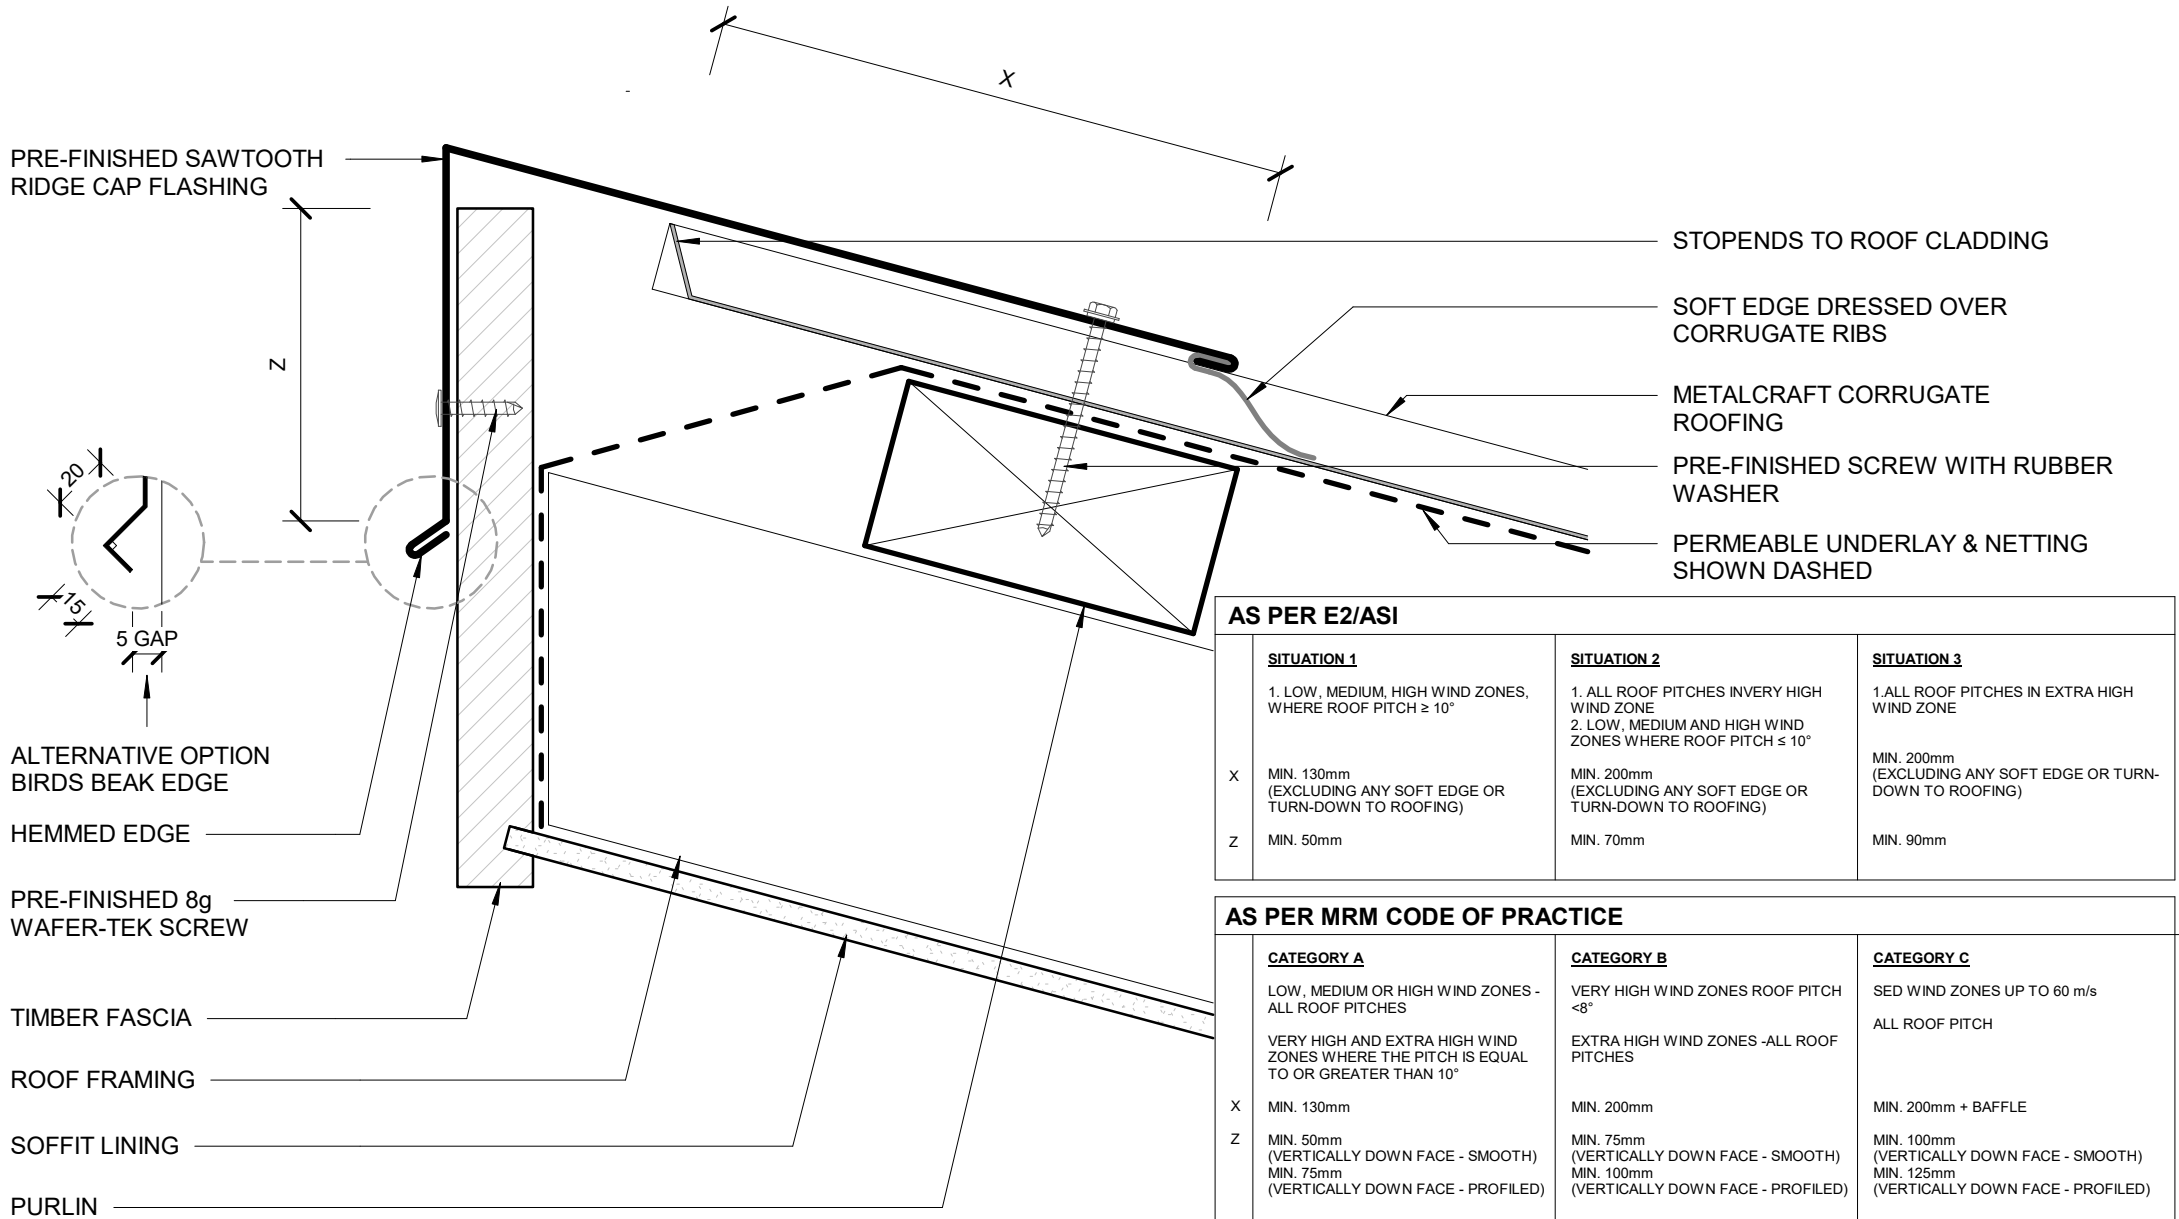 X
PRE-FINISHED SAWTOOTH
RIDGE CAP FLASHING
Z
20
15
5 GAP
ALTERNATIVE OPTION
BIRDS BEAK EDGE
HEMMED EDGE
PRE-FINISHED 8g
WAFER-TEK SCREW
TIMBER FASCIA
ROOF FRAMING
SOFFIT LINING
PURLIN
STOPENDS TO ROOF CLADDING
SOFT EDGE DRESSED OVER
CORRUGATE RIBS
METALCRAFT CORRUGATE
ROOFING
PRE-FINISHED SCREW WITH RUBBER
WASHER
PERMEABLE UNDERLAY & NETTING
SHOWN DASHED
AS PER E2/ASI
SITUATION 1
1. LOW, MEDIUM, HIGH WIND ZONES,
WHERE ROOF PITCH ≥ 10°
SITUATION 2
1. ALL ROOF PITCHES INVERY HIGH
WIND ZONE
2. LOW, MEDIUM AND HIGH WIND
ZONES WHERE ROOF PITCH ≤ 10°
SITUATION 3
1.ALL ROOF PITCHES IN EXTRA HIGH
WIND ZONE
X
MIN. 130mm
(EXCLUDING ANY SOFT EDGE OR
TURN-DOWN TO ROOFING)
MIN. 200mm
(EXCLUDING ANY SOFT EDGE OR
TURN-DOWN TO ROOFING)
MIN. 200mm
(EXCLUDING ANY SOFT EDGE OR TURN-
DOWN TO ROOFING)
Z
MIN. 50mm
MIN. 70mm
MIN. 90mm
AS PER MRM CODE OF PRACTICE
CATEGORY A
LOW, MEDIUM OR HIGH WIND ZONES -
ALL ROOF PITCHES
VERY HIGH AND EXTRA HIGH WIND
ZONES WHERE THE PITCH IS EQUAL
TO OR GREATER THAN 10°
CATEGORY B
VERY HIGH WIND ZONES ROOF PITCH
<8°
EXTRA HIGH WIND ZONES -ALL ROOF
PITCHES
CATEGORY C
SED WIND ZONES UP TO 60 m/s
ALL ROOF PITCH
X
MIN. 130mm
MIN. 200mm
MIN. 200mm + BAFFLE
Z
MIN. 50mm
(VERTICALLY DOWN FACE - SMOOTH)
MIN. 75mm
(VERTICALLY DOWN FACE - PROFILED)
MIN. 75mm
(VERTICALLY DOWN FACE - SMOOTH)
MIN. 100mm
(VERTICALLY DOWN FACE - PROFILED)
MIN. 100mm
(VERTICALLY DOWN FACE - SMOOTH)
MIN. 125mm
(VERTICALLY DOWN FACE - PROFILED)